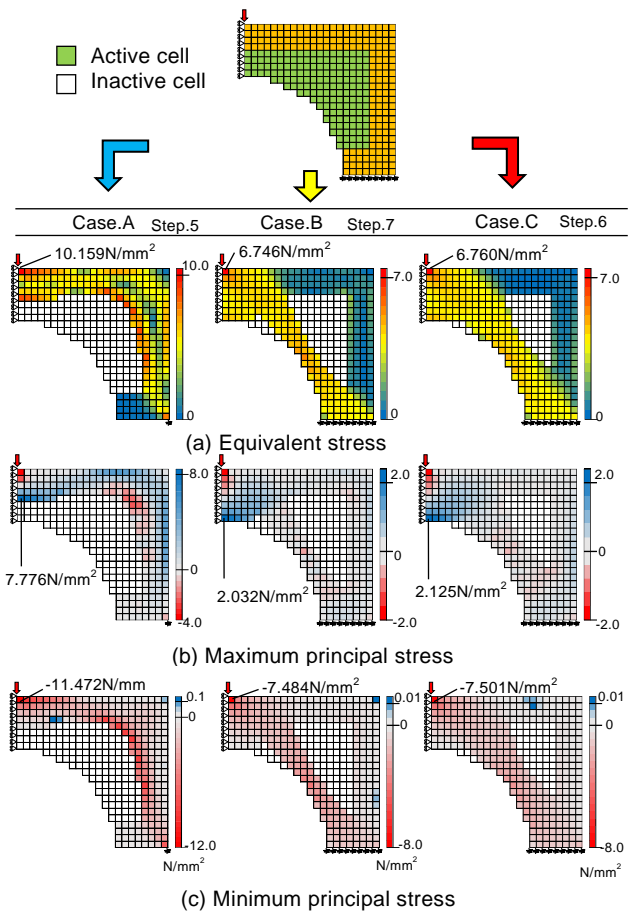 Active cell
Inactive cell
Case.A Step.5 Case.B Step.7 Case.C Step.6
10.159N/mm² 6.746N/mm² 6.760N/mm²
10.0 7.0 7.0
0 0 0
(a) Equivalent stress
8.0 2.0 2.0
0 0 0
7.776N/mm² 2.032N/mm² 2.125N/mm²
-4.0 -2.0 -2.0
(b) Maximum principal stress
-11.472N/mm -7.484N/mm² -7.501N/mm²
0.1 0.01 0.01
0 0 0
-12.0 -8.0 -8.0
N/mm² N/mm² N/mm²
(c) Minimum principal stress